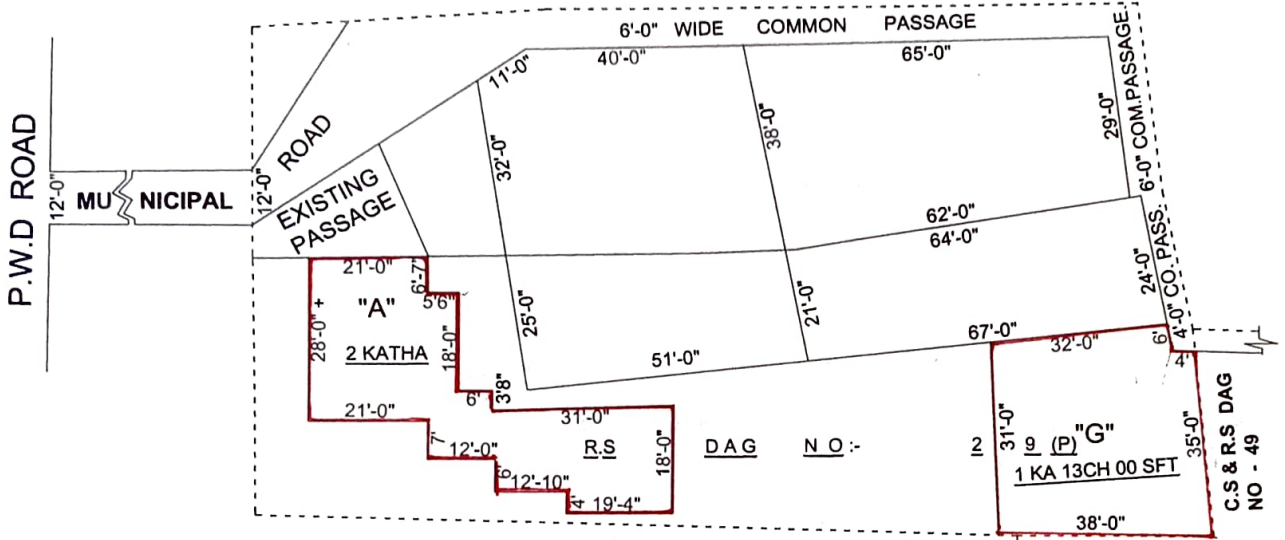 6'-0" WIDE COMMON PASSAGE
40'-0"
65'-0"
11'-0"
P.W.D ROAD
12'-0"
MU NICIPAL
12'-0"
ROAD
EXISTING
PASSAGE
32'-0"
38'-0"
29'-0"
6'-0" COM.PASSAGE.
62'-0"
64'-0"
21'-0"
6'-7"
5'6"
"A"
28'-0" +
2 KATHA
18'-0"
25'-0"
21'-0"
24'-0"
4'-0" CO. PASS.
67'-0"
51'-0"
32'-0"
6'
4'
6'
3'8"
21'-0"
31'-0"
7'
12'-0"
R.S DAG NO:- 2 9 (P)
18'-0"
31'-0"
"G"
1 KA 13CH 00 SFT
35'-0"
C.S & R.S DAG
NO - 49
6'
12'-10"
4'
19'-4"
38'-0"